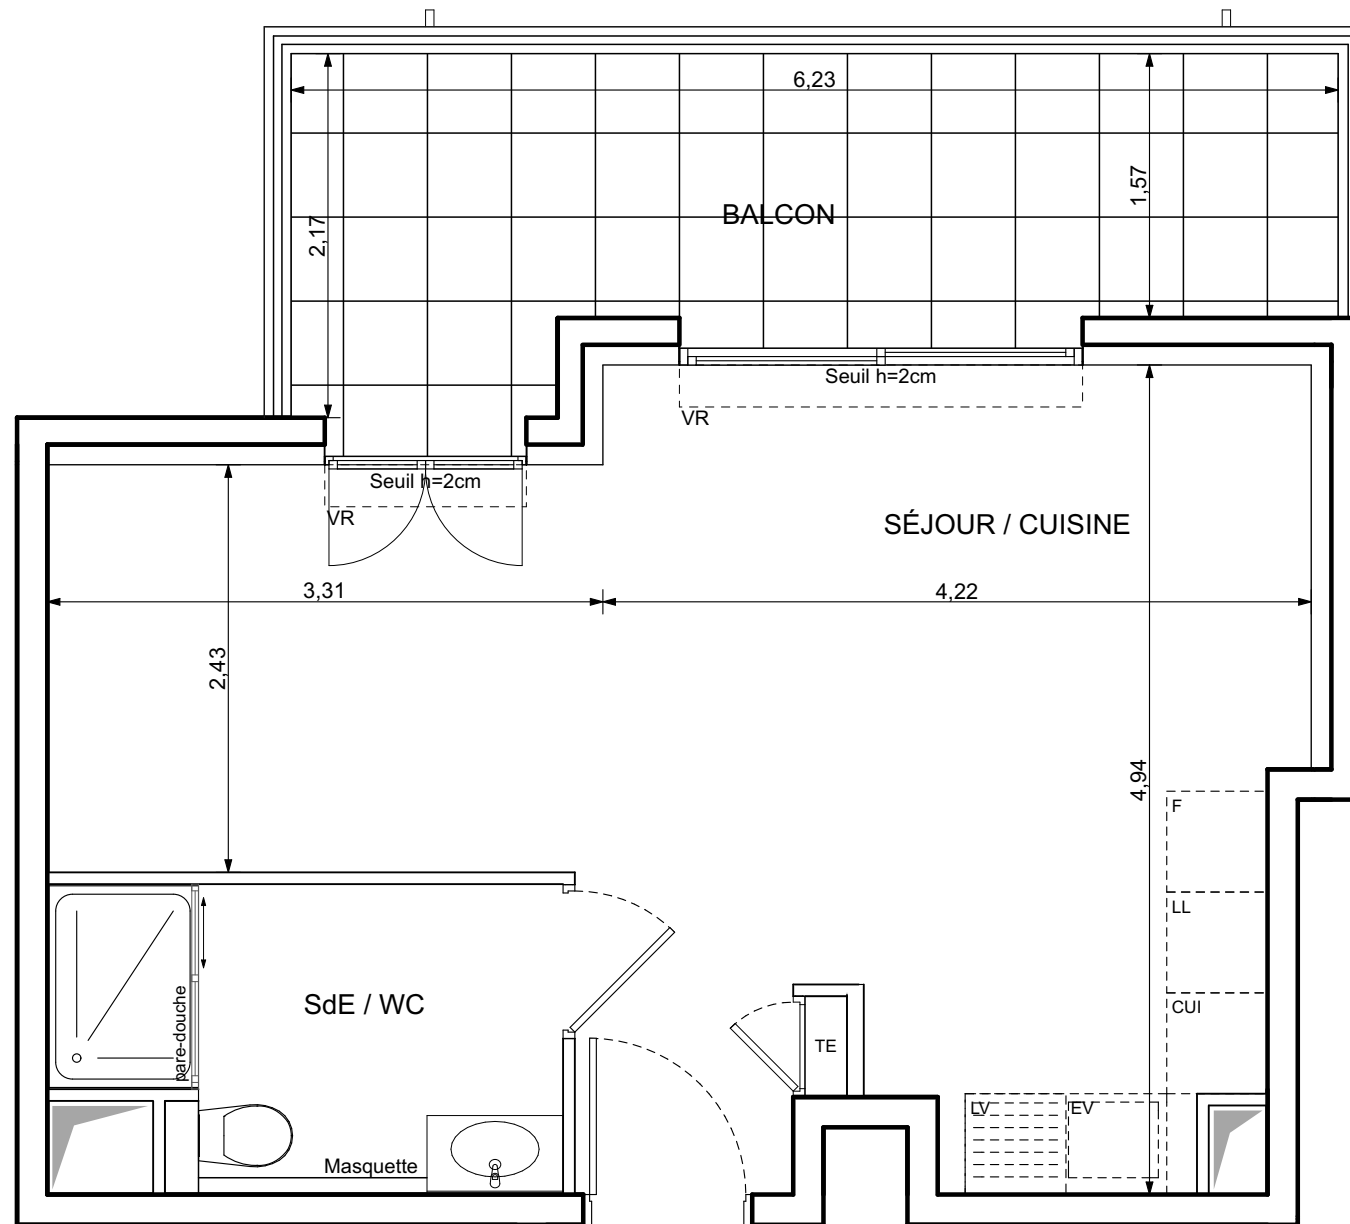 6,23
1,57
2,17
BALCON
Seuil h=2cm
VR
Seuil h=2cm
VR
SÉJOUR / CUISINE
3,31
4,22
2,43
4,94
F
LL
CUI
SdE / WC
pare-douche
TE
LV
EV
Masquette